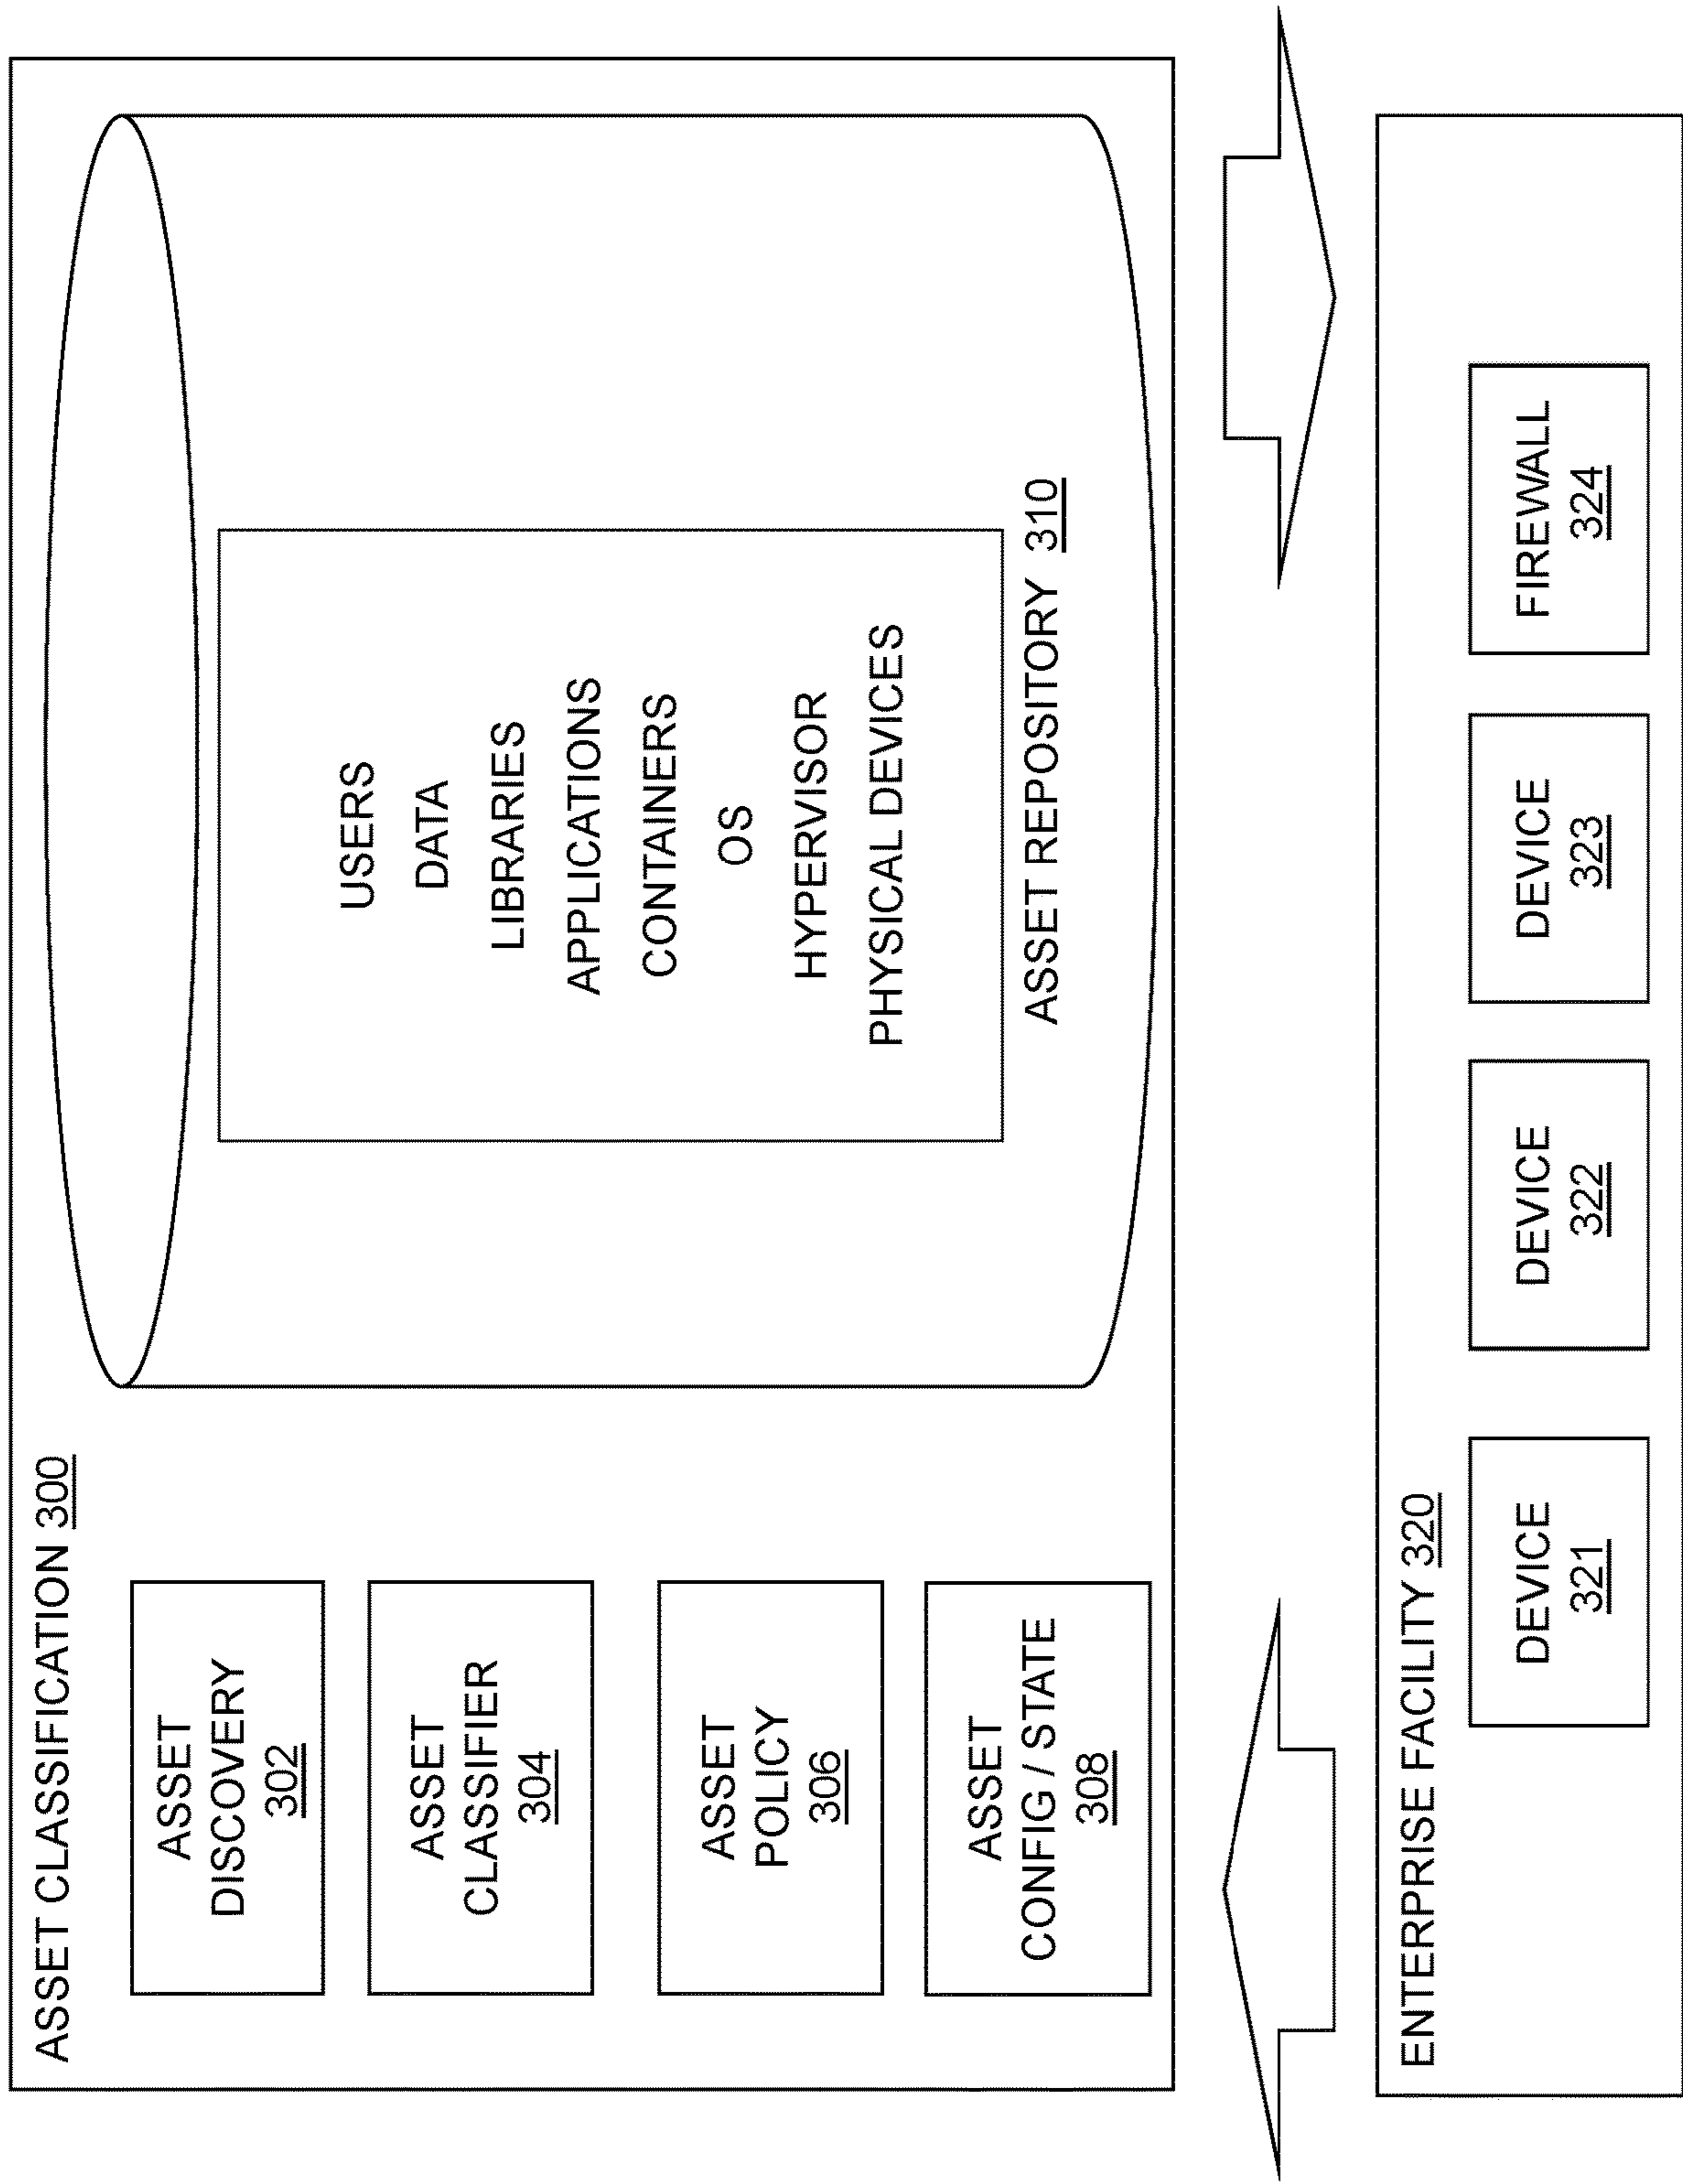 ASSET CLASSIFICATION 300
ASSET
DISCOVERY
302
ASSET
CLASSIFIER
304
ASSET
POLICY
306
ASSET
CONFIG / STATE
308
USERS
DATA
LIBRARIES
APPLICATIONS
CONTAINERS
OS
HYPERVISOR
PHYSICAL DEVICES
ASSET REPOSITORY 310
ENTERPRISE FACILITY 320
DEVICE
321
DEVICE
322
DEVICE
323
FIREWALL
324